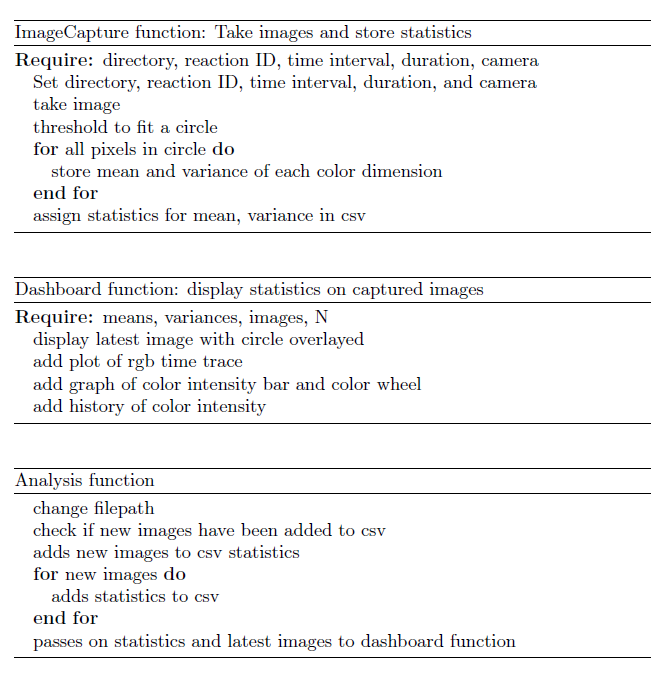 ImageCapture function: Take images and store statistics
Require: directory, reaction ID, time interval, duration, camera
Set directory, reaction ID, time interval, duration, and camera
take image
threshold to fit a circle
for all pixels in circle do
store mean and variance of each color dimension
end for
assign statistics for mean, variance in csv
Dashboard function: display statistics on captured images
Require: means, variances, images, N
display latest image with circle overlayed
add plot of rgb time trace
add graph of color intensity bar and color wheel
add history of color intensity
Analysis function
change filepath
check if new images have been added to csv
adds new images to csv statistics
for new images do
adds statistics to csv
end for
passes on statistics and latest images to dashboard function